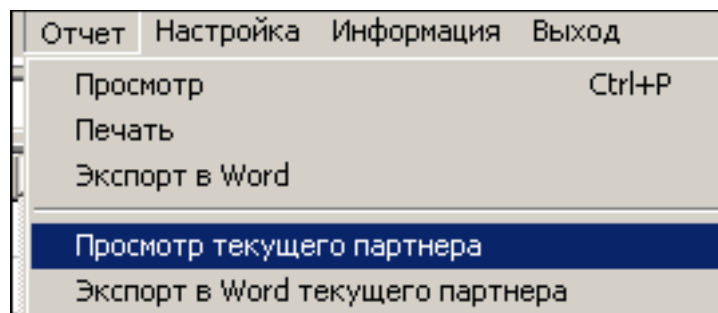 Отчет Настройка Информация Выход
Просмотр Ctrl+P
Печать
Экспорт в Word
Просмотр текущего партнера
Экспорт в Word текущего партнера